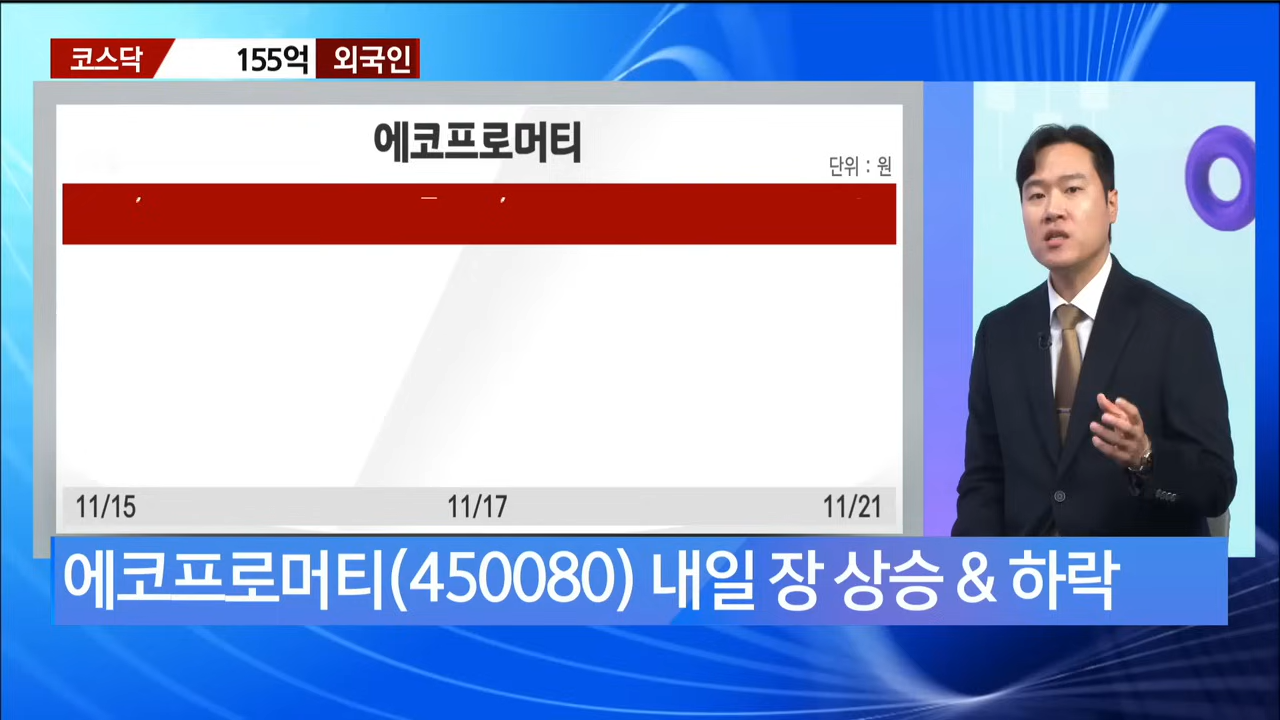 코스닥 155억 외국인
에코프로머티
단위 : 원
11/15 11/17 11/21
에코프로머티(450080) 내일 장 상승 & 하락